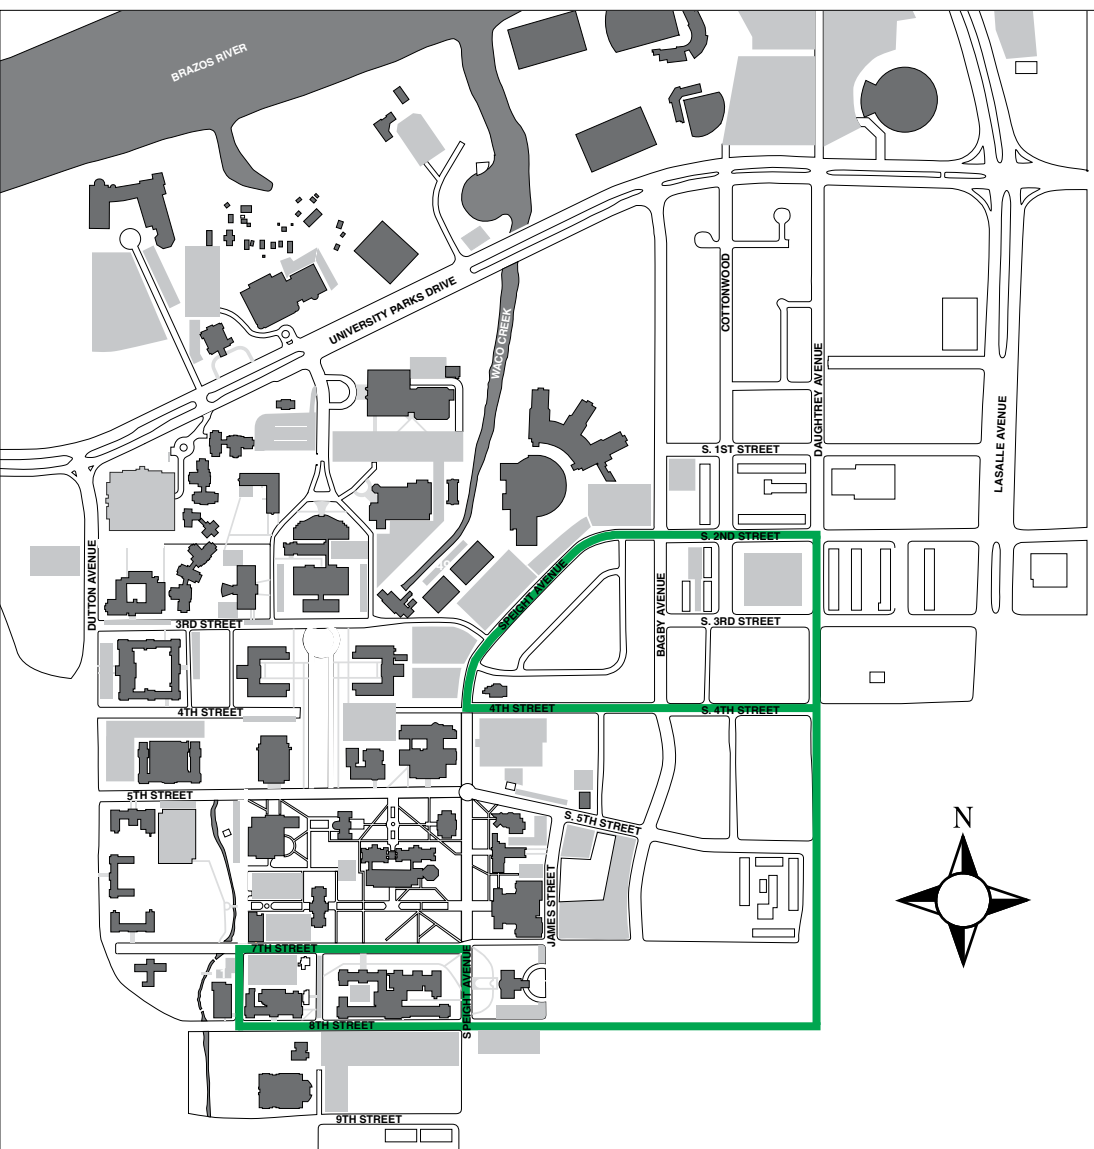 BRAZOS RIVER
UNIVERSITY PARKS DRIVE
WACO CREEK
COTTONWOOD
DAUGHTREY AVENUE
LASALLE AVENUE
S. 1ST STREET
S. 2ND STREET
DUTTON AVENUE
SPEIGHT AVENUE
BAGBY AVENUE
3RD STREET
S. 3RD STREET
4TH STREET
4TH STREET
S. 4TH STREET
5TH STREET
S. 5TH STREET
N
JAMES STREET
7TH STREET
SPEIGHT AVENUE
8TH STREET
9TH STREET